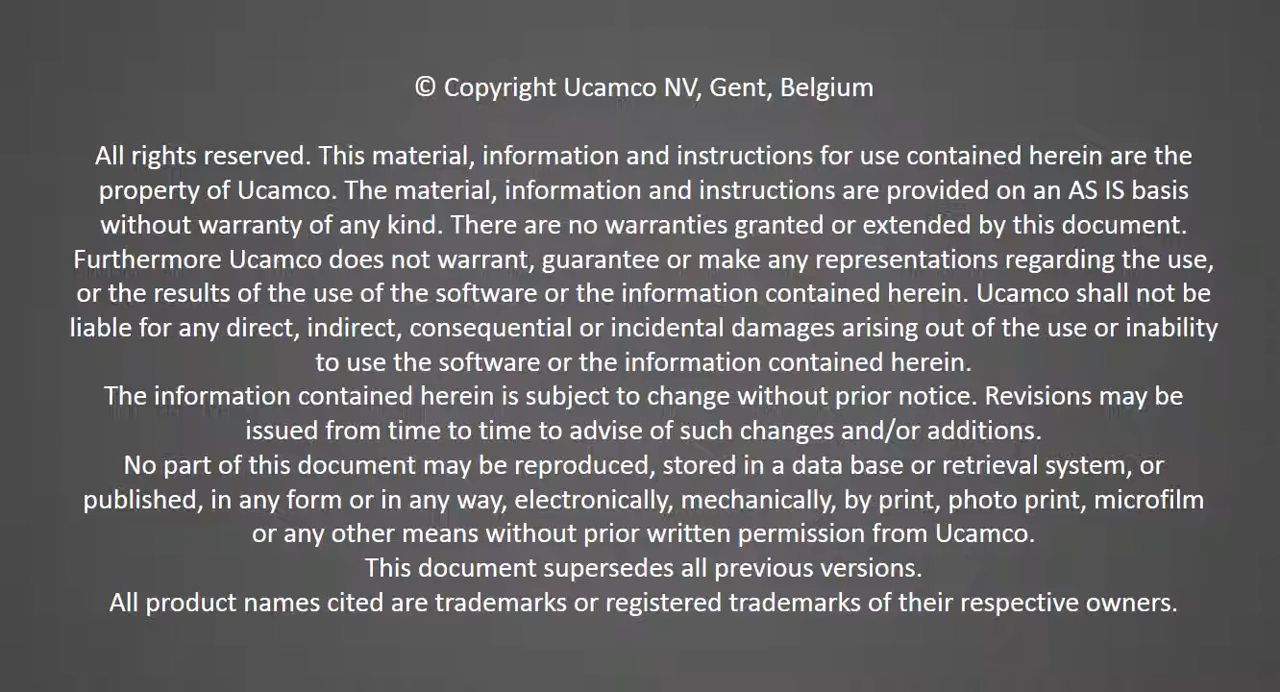 © Copyright Ucamco NV, Gent, Belgium
All rights reserved. This material, information and instructions for use contained herein are the
property of Ucamco. The material, information and instructions are provided on an AS IS basis
without warranty of any kind. There are no warranties granted or extended by this document.
Furthermore Ucamco does not warrant, guarantee or make any representations regarding the use,
or the results of the use of the software or the information contained herein. Ucamco shall not be
liable for any direct, indirect, consequential or incidental damages arising out of the use or inability
to use the software or the information contained herein.
The information contained herein is subject to change without prior notice. Revisions may be
issued from time to time to advise of such changes and/or additions.
No part of this document may be reproduced, stored in a data base or retrieval system, or
published, in any form or in any way, electronically, mechanically, by print, photo print, microfilm
or any other means without prior written permission from Ucamco.
This document supersedes all previous versions.
All product names cited are trademarks or registered trademarks of their respective owners.